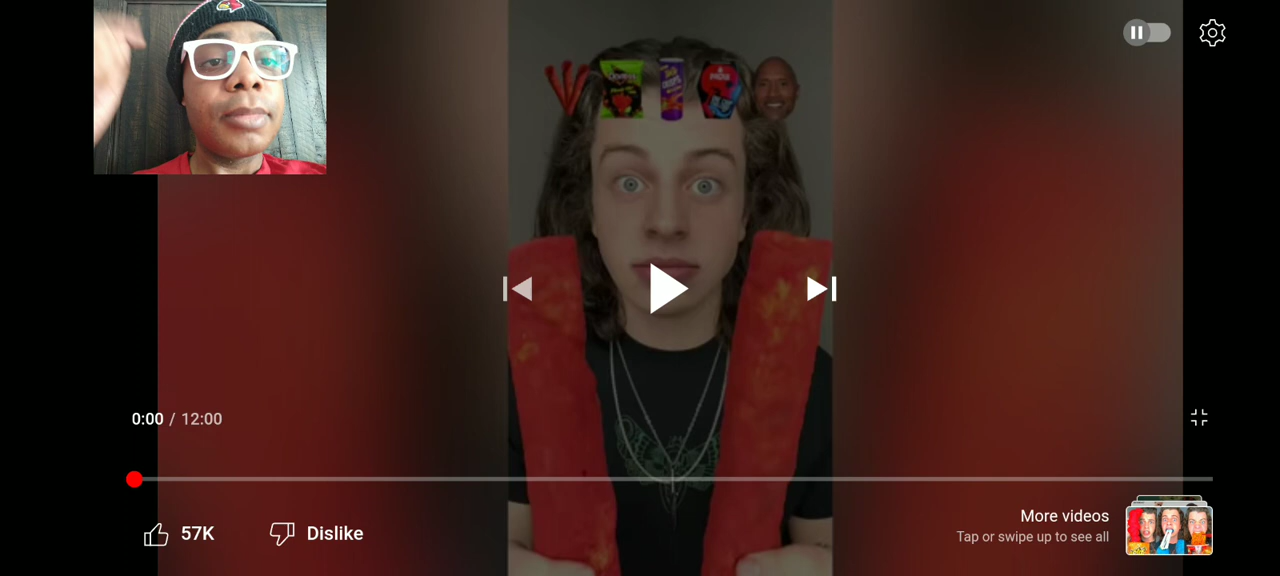 0:00 / 12:00
57K
Dislike
More videos
Tap or swipe up to see all